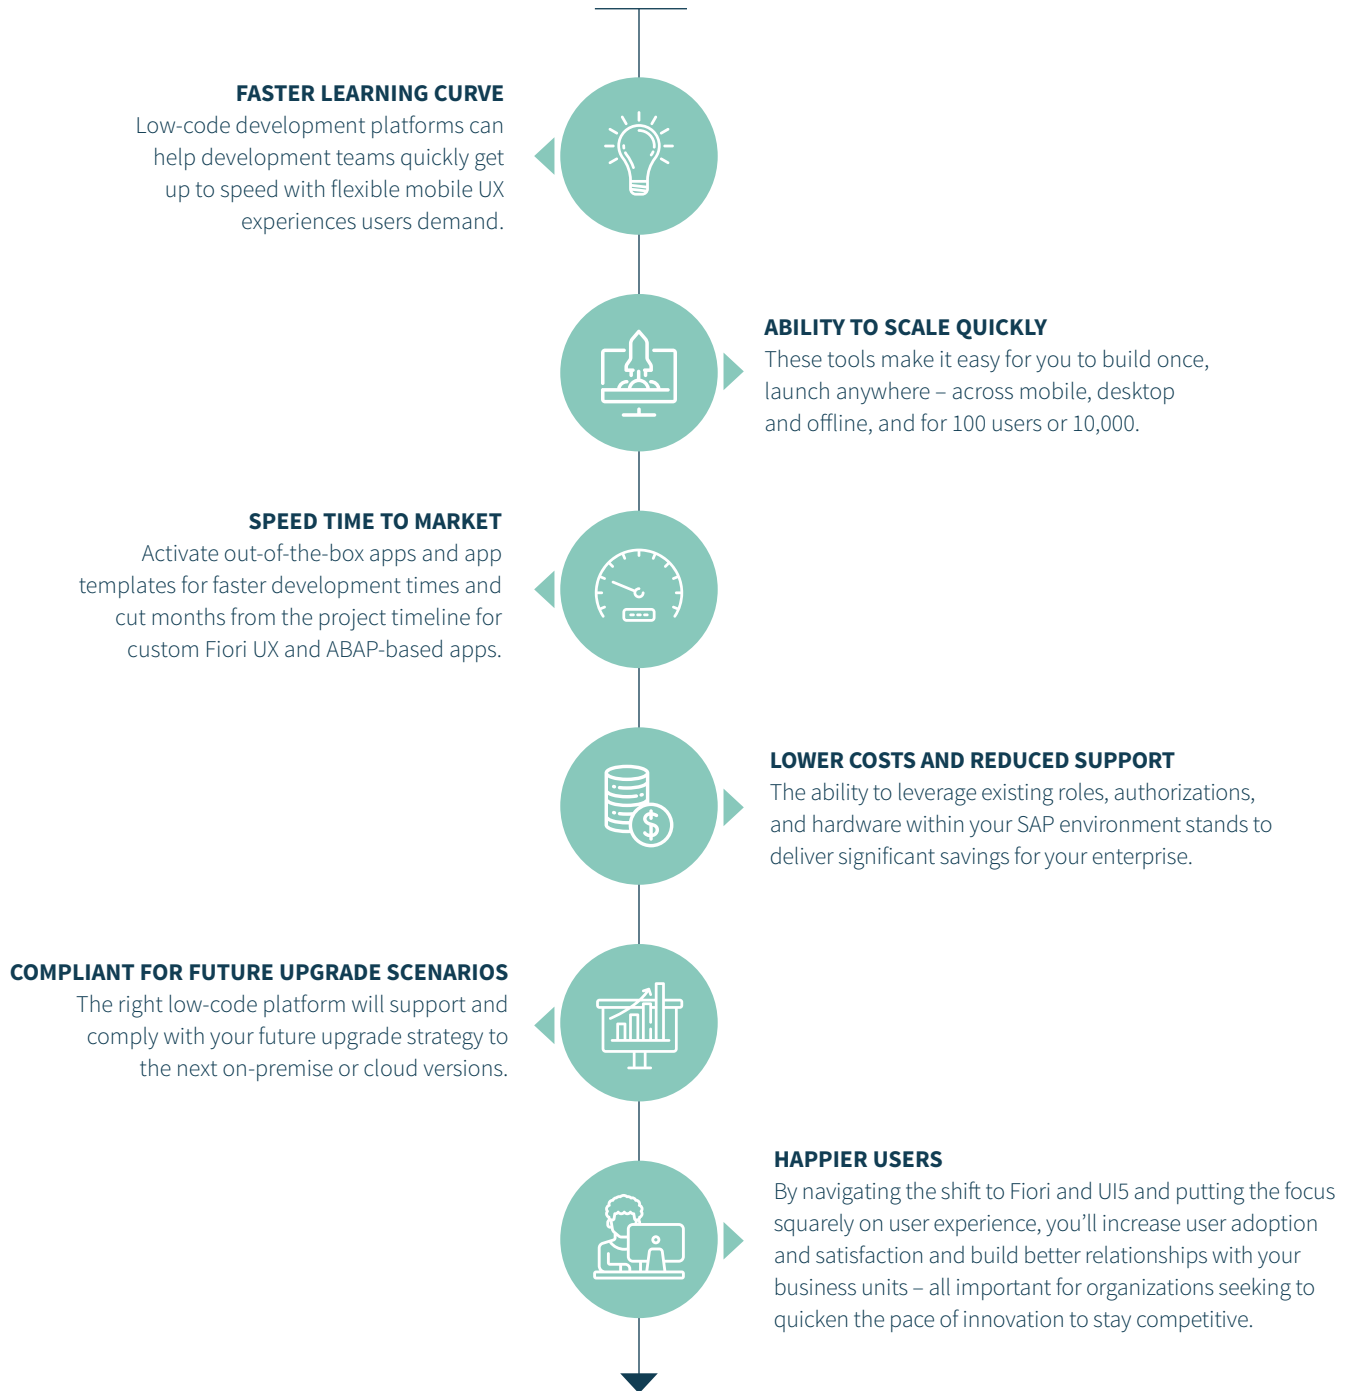 FASTER LEARNING CURVE
Low-code development platforms can
help development teams quickly get
up to speed with flexible mobile UX
experiences users demand.
ABILITY TO SCALE QUICKLY
These tools make it easy for you to build once,
launch anywhere – across mobile, desktop
and offline, and for 100 users or 10,000.
SPEED TIME TO MARKET
Activate out-of-the-box apps and app
templates for faster development times and
cut months from the project timeline for
custom Fiori UX and ABAP-based apps.
LOWER COSTS AND REDUCED SUPPORT
The ability to leverage existing roles, authorizations,
and hardware within your SAP environment stands to
deliver significant savings for your enterprise.
COMPLIANT FOR FUTURE UPGRADE SCENARIOS
The right low-code platform will support and
comply with your future upgrade strategy to
the next on-premise or cloud versions.
HAPPIER USERS
By navigating the shift to Fiori and UI5 and putting the focus
squarely on user experience, you’ll increase user adoption
and satisfaction and build better relationships with your
business units – all important for organizations seeking to
quicken the pace of innovation to stay competitive.